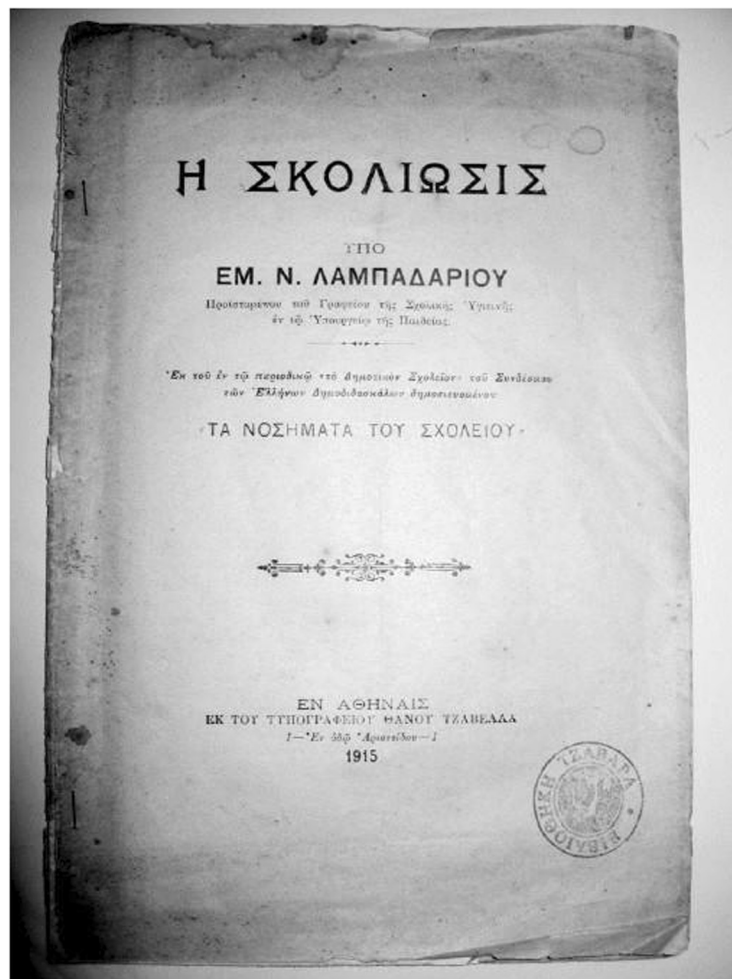 Η ΣΚΟΛΙΩΣΙΣ
ΥΠΟ
ΕΜ. Ν. ΛΑΜΠΑΔΑΡΙΟΥ
Προϊσταμένου τοῦ Γραφείου τῆς Σχολικῆς Ὑγιεινῆς
ἐν τῷ Ὑπουργείῳ τῆς Παιδείας.
Ἐκ τοῦ ἐν τῷ περιοδικῷ «τὸ Δημοτικὸν Σχολεῖον» τοῦ Συνδέσμου
τῶν Ἑλλήνων Δημοδιδασκάλων δημοσιευομένου
«ΤΑ ΝΟΣΗΜΑΤΑ ΤΟΥ ΣΧΟΛΕΙΟΥ»
ΕΝ ΑΘΗΝΑΙΣ
ΕΚ ΤΟΥ ΤΥΠΟΓΡΑΦΕΙΟΥ ΘΑΝΟΥ ΤΖΑΒΕΛΛΑ
1—Ἐν ὁδῷ Ἀριστείδου—1
1915
ΒΙΒΛΙΟΘΗΚΗ ΤΖΑΒΑΡΑ